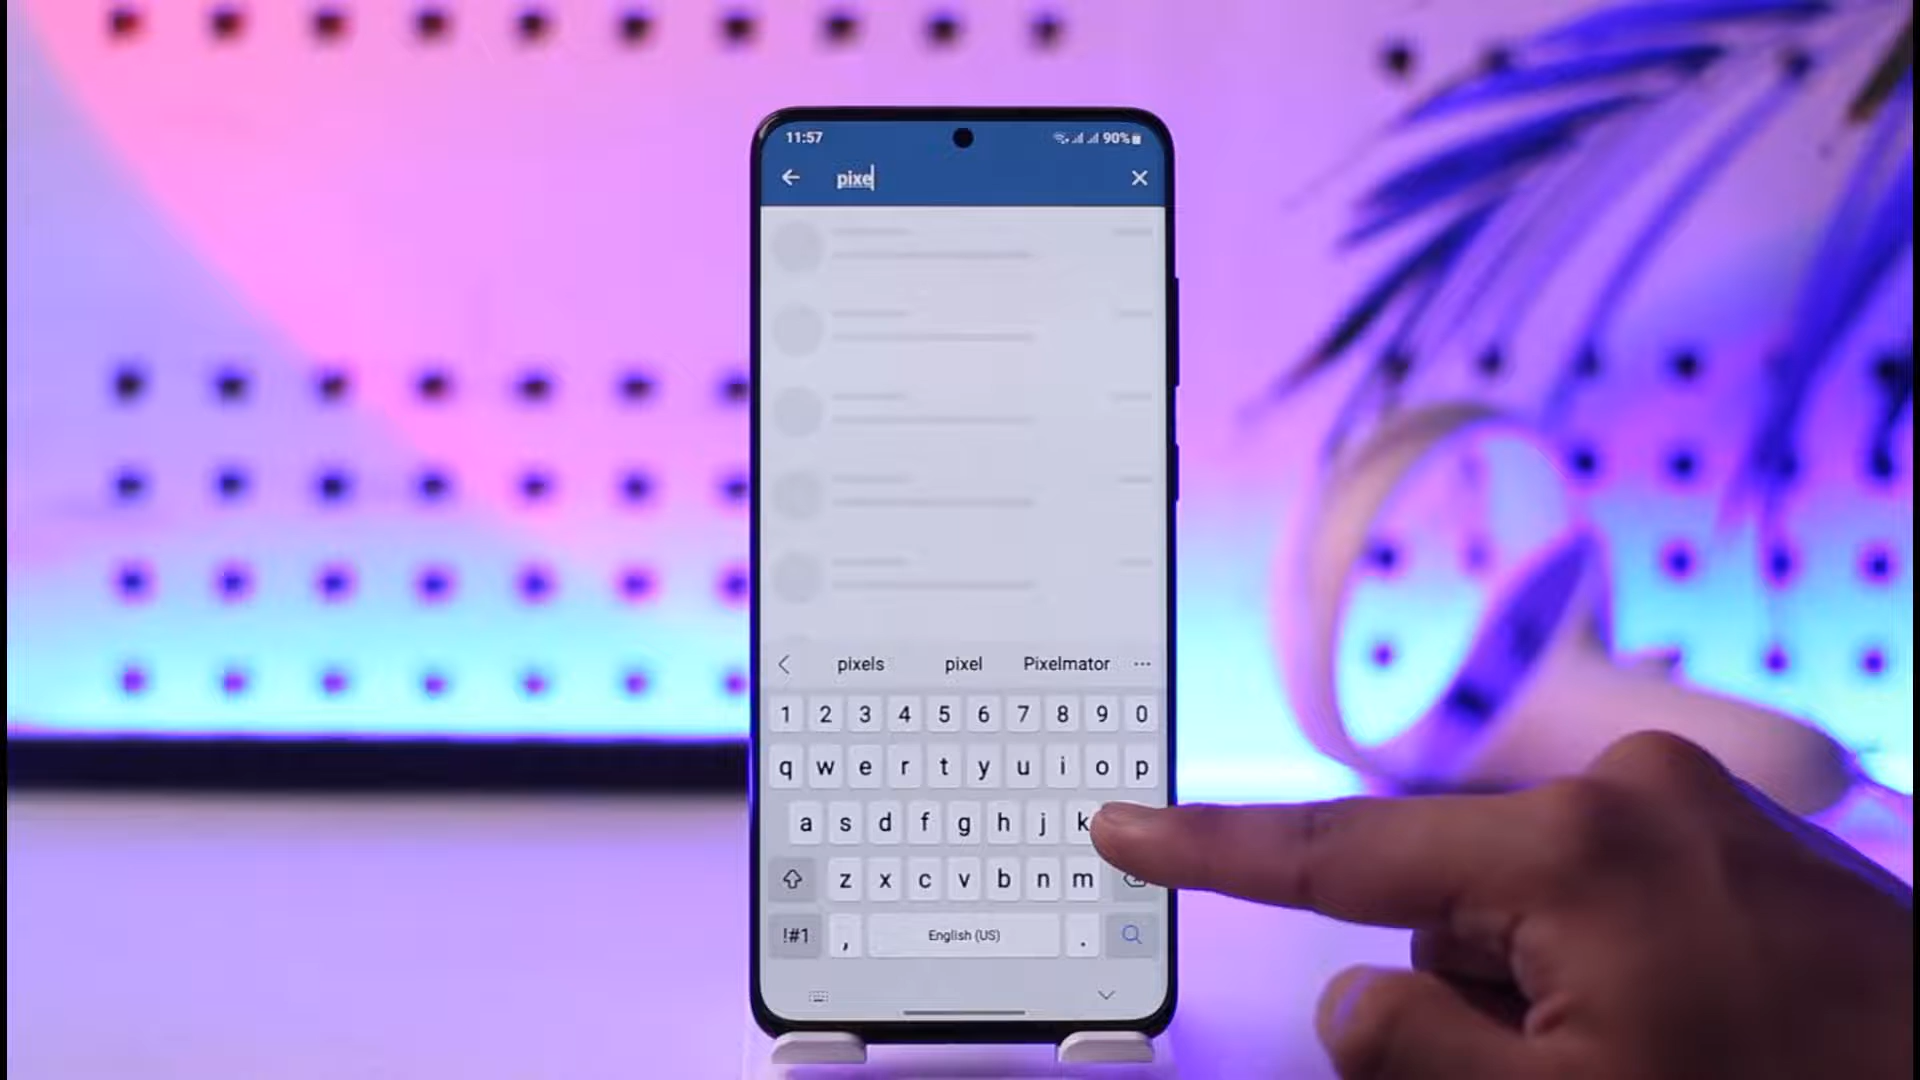 11:57 90%
pixe
pixels pixel Pixelmator ...
1 2 3 4 5 6 7 8 9 0
q w e r t y u i o p
a s d f g h j k
z x c v b n m
!#1 , English (US) .